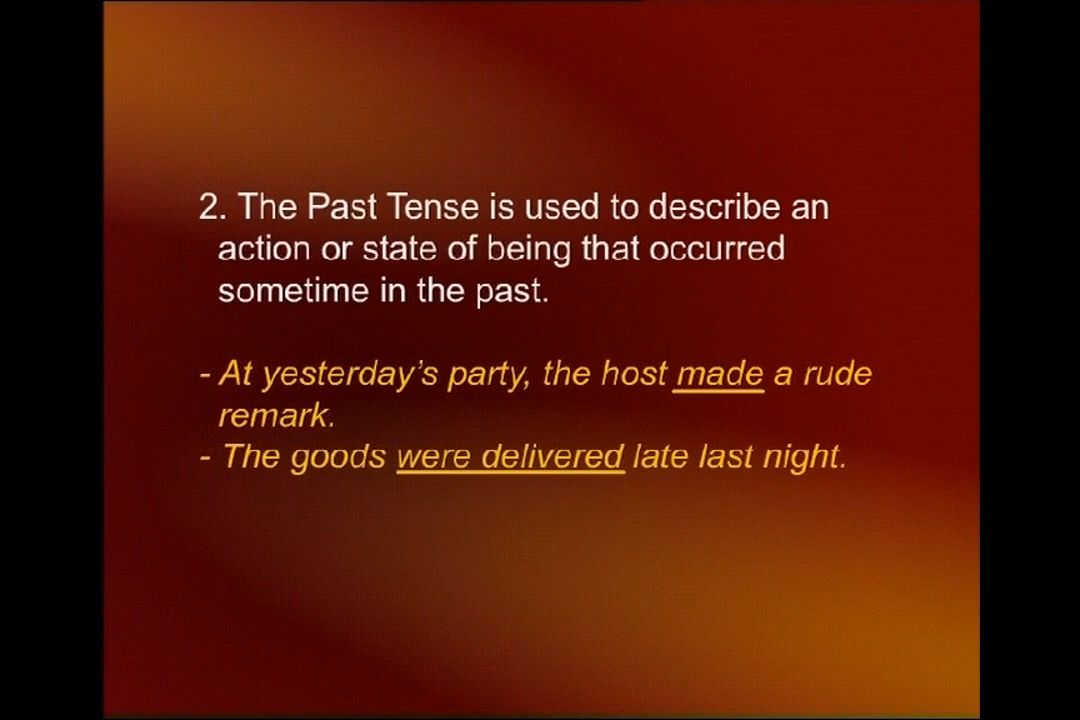 2. The Past Tense is used to describe an
action or state of being that occurred
sometime in the past.
- At yesterday's party, the host made a rude
remark.
- The goods were delivered late last night.